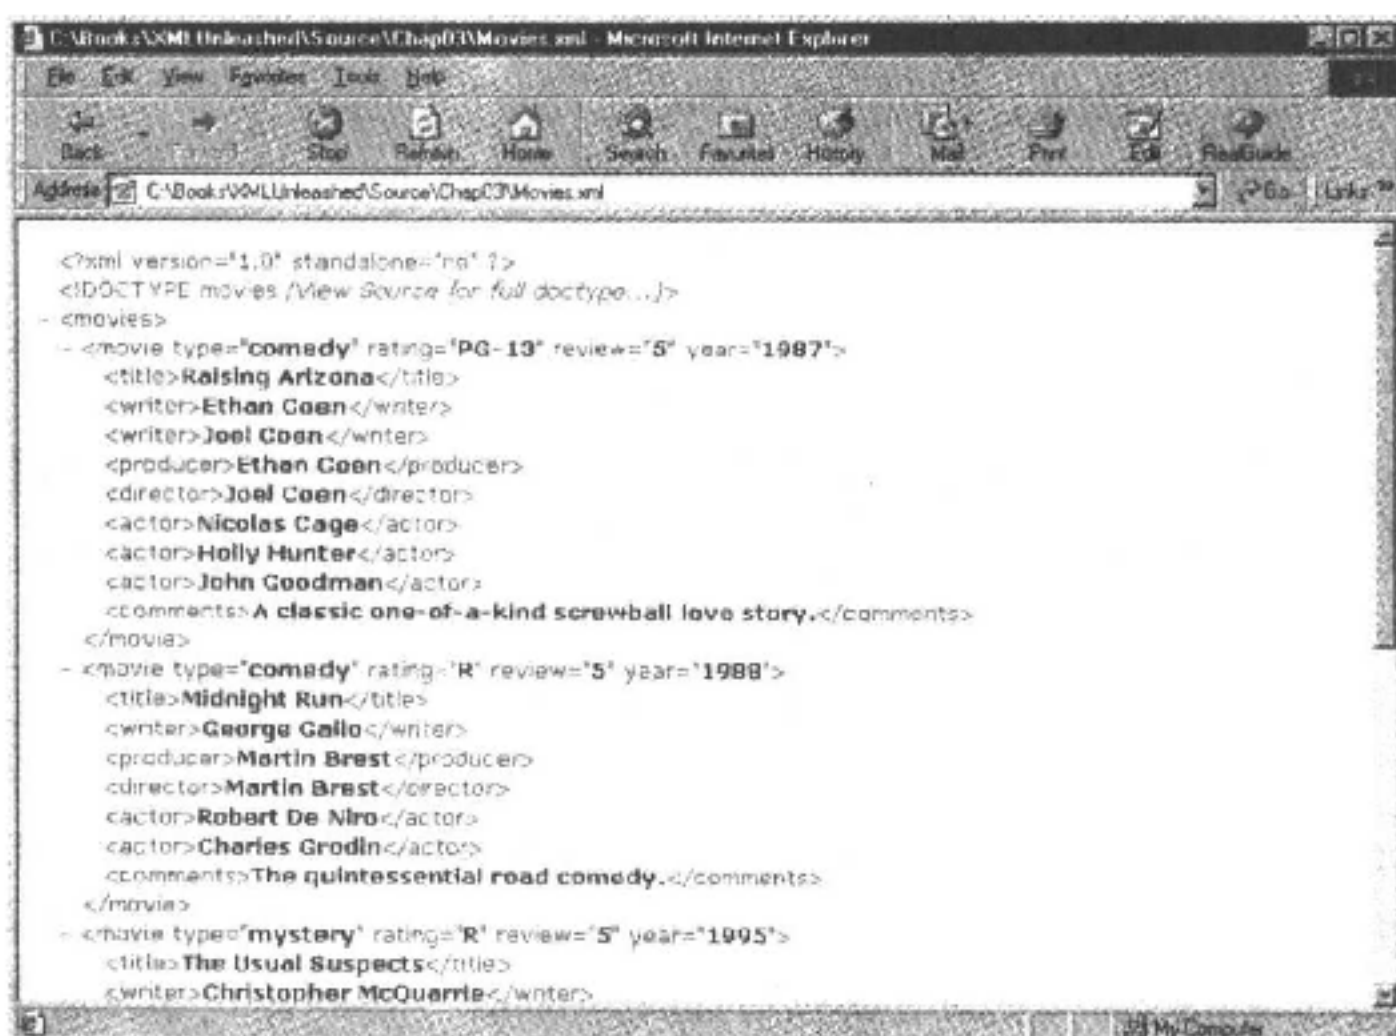 C:\Books\XMLUnleashed\Source\Chap03\Movies.xml - Microsoft Internet Explorer
File Edit View Favorites Tools Help
Back Forward Stop Refresh Home Search Favorites History Mail Print Edit RealGuide
Address C:\Books\XMLUnleashed\Source\Chap03\Movies.xml Go Links »
<?xml version="1.0" standalone="no" ?>
<!DOCTYPE movies (View Source for full doctype...)>
- <movies>
- <movie type="comedy" rating="PG-13" review="5" year="1987">
<title>Raising Arizona</title>
<writer>Ethan Coen</writer>
<writer>Joel Coen</writer>
<producer>Ethan Coen</producer>
<director>Joel Coen</director>
<actor>Nicolas Cage</actor>
<actor>Holly Hunter</actor>
<actor>John Goodman</actor>
<comments>A classic one-of-a-kind screwball love story.</comments>
</movie>
- <movie type="comedy" rating="R" review="5" year="1988">
<title>Midnight Run</title>
<writer>George Gallo</writer>
<producer>Martin Brest</producer>
<director>Martin Brest</director>
<actor>Robert De Niro</actor>
<actor>Charles Grodin</actor>
<comments>The quintessential road comedy.</comments>
</movie>
- <movie type="mystery" rating="R" review="5" year="1995">
<title>The Usual Suspects</title>
<writer>Christopher McQuarrie</writer>
My Computer